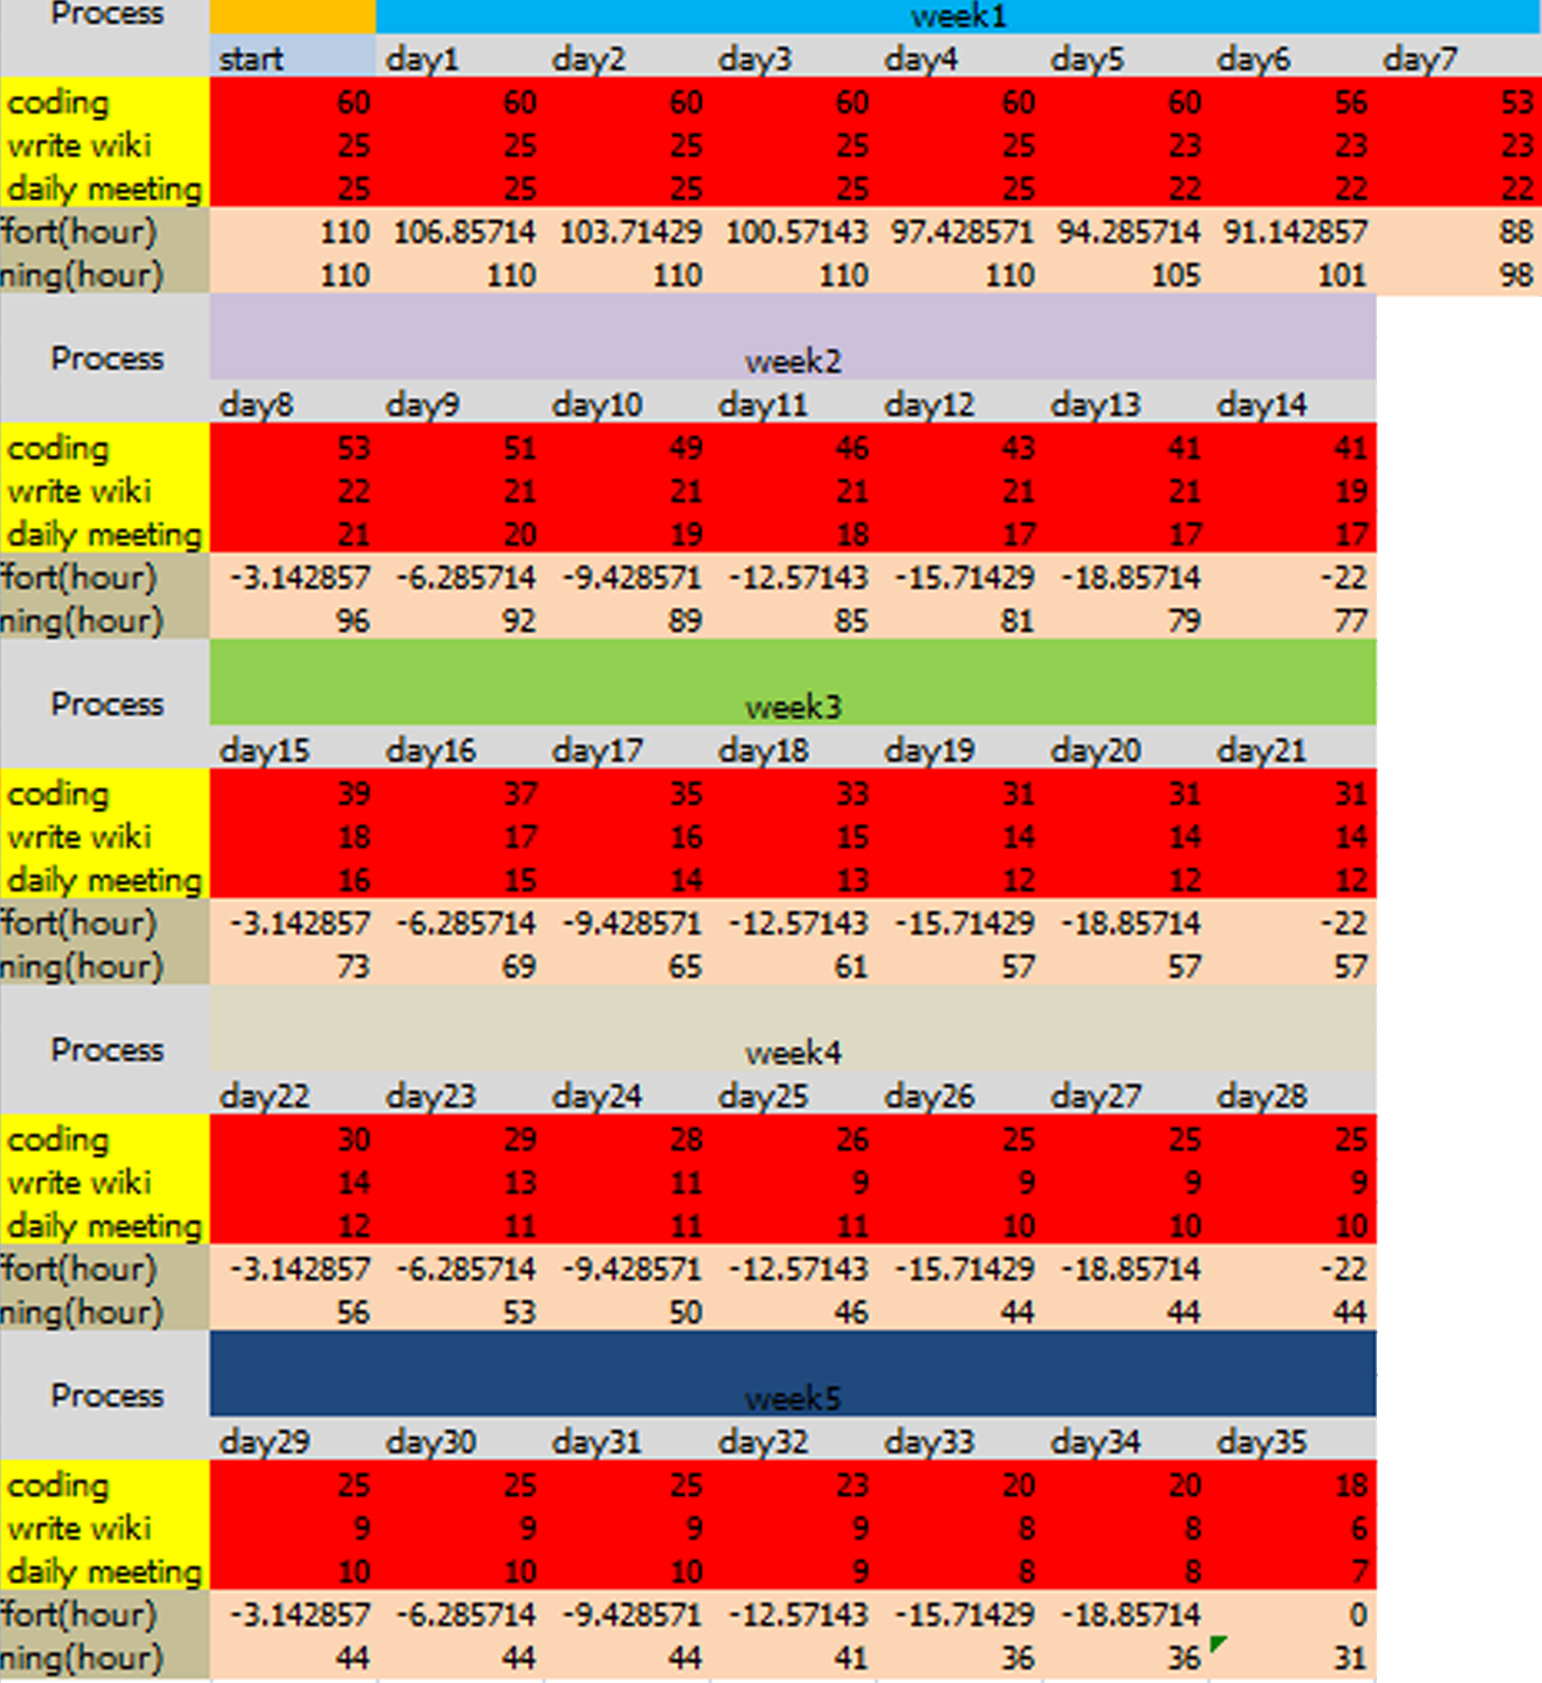 Process week1
start day1 day2 day3 day4 day5 day6 day7
coding 60 60 60 60 60 60 56 53
write wiki 25 25 25 25 25 23 23 23
daily meeting 25 25 25 25 25 22 22 22
ffort(hour) 110 106.85714 103.71429 100.57143 97.428571 94.285714 91.142857 88
ning(hour) 110 110 110 110 110 105 101 98
Process week2
day8 day9 day10 day11 day12 day13 day14
coding 53 51 49 46 43 41 41
write wiki 22 21 21 21 21 21 19
daily meeting 21 20 19 18 17 17 17
ffort(hour) -3.142857 -6.285714 -9.428571 -12.57143 -15.71429 -18.85714 -22
ning(hour) 96 92 89 85 81 79 77
Process week3
day15 day16 day17 day18 day19 day20 day21
coding 39 37 35 33 31 31 31
write wiki 18 17 16 15 14 14 14
daily meeting 16 15 14 13 12 12 12
ffort(hour) -3.142857 -6.285714 -9.428571 -12.57143 -15.71429 -18.85714 -22
ning(hour) 73 69 65 61 57 57 57
Process week4
day22 day23 day24 day25 day26 day27 day28
coding 30 29 28 26 25 25 25
write wiki 14 13 11 9 9 9 9
daily meeting 12 11 11 11 10 10 10
ffort(hour) -3.142857 -6.285714 -9.428571 -12.57143 -15.71429 -18.85714 -22
ning(hour) 56 53 50 46 44 44 44
Process week5
day29 day30 day31 day32 day33 day34 day35
coding 25 25 25 23 20 20 18
write wiki 9 9 9 9 8 8 6
daily meeting 10 10 10 9 8 8 7
ffort(hour) -3.142857 -6.285714 -9.428571 -12.57143 -15.71429 -18.85714 0
ning(hour) 44 44 44 41 36 36 31